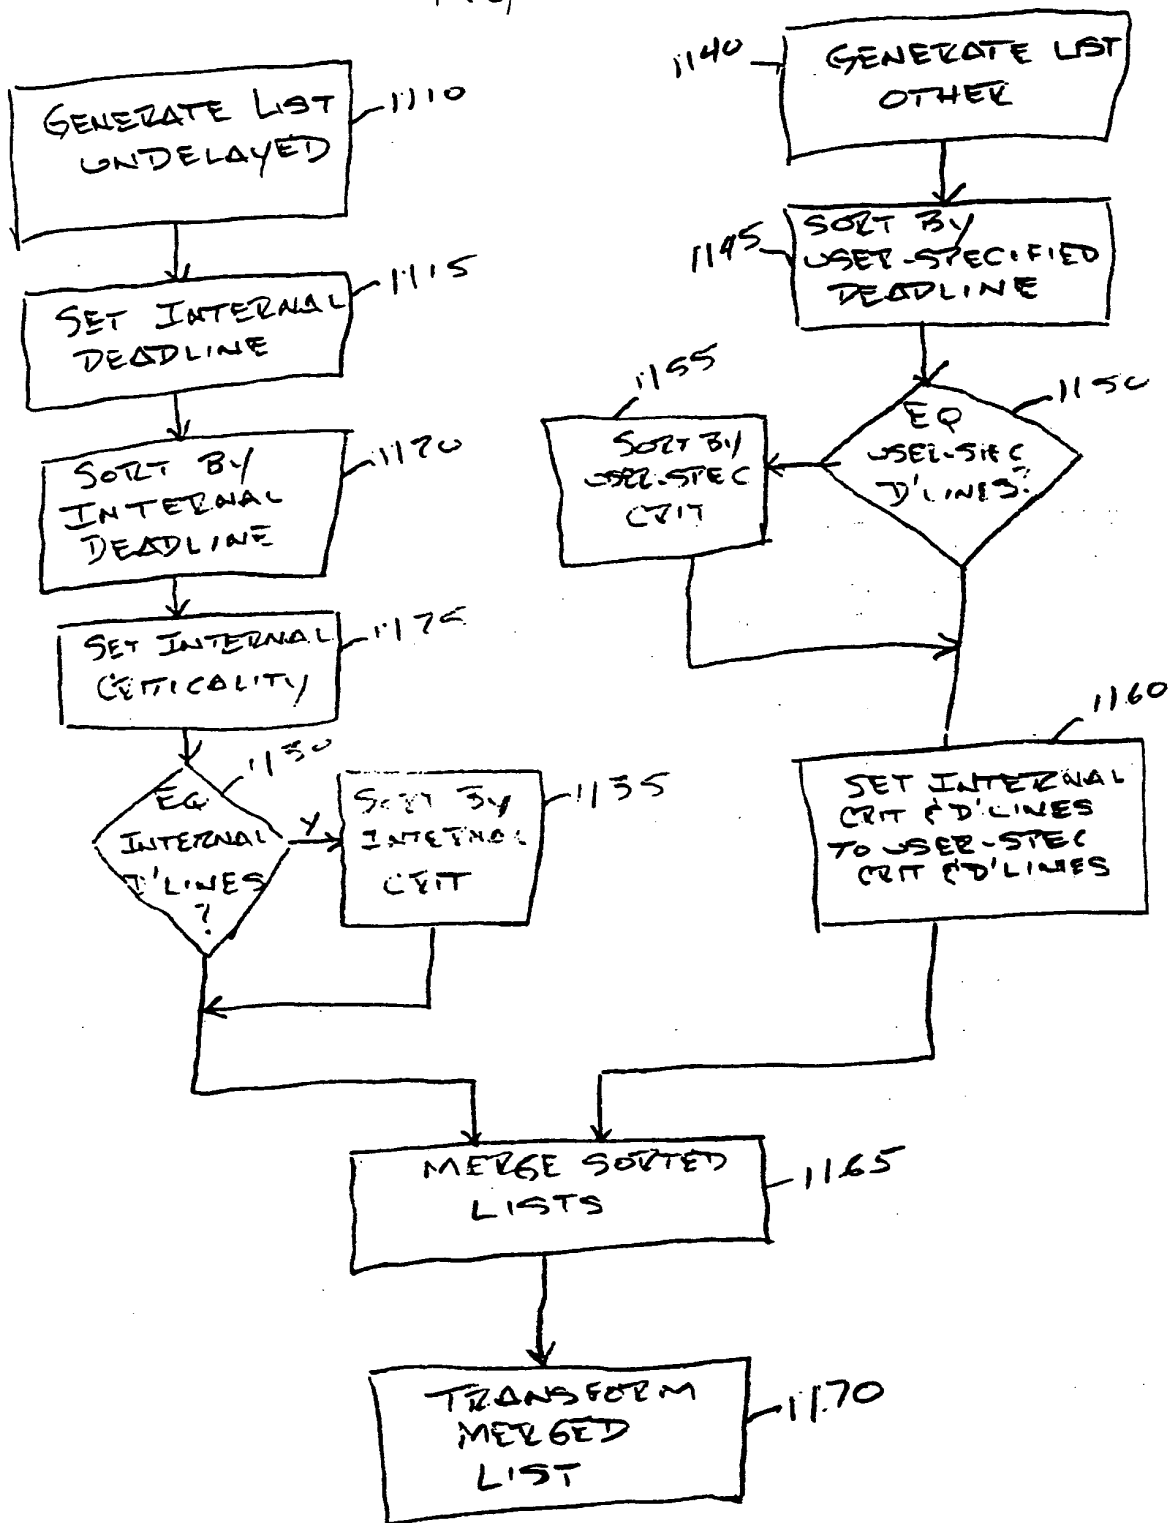 GENERATE LIST
UNDELAYED
1110
SET INTERNAL
DEADLINE
1115
SORT BY
INTERNAL
DEADLINE
1120
SET INTERNAL
CRITICALITY
1125
EQ
INTERNAL
D'LINES
?
1130
Y
SORT BY
INTERNAL
CRIT
1135
1140
GENERATE LIST
OTHER
1145
SORT BY
USER-SPECIFIED
DEADLINE
EQ
USER-SPEC
D'LINES?
1150
1155
SORT BY
USER-SPEC
CRIT
1160
SET INTERNAL
CRIT & D'LINES
TO USER-SPEC
CRIT & D'LINES
MERGE SORTED
LISTS
1165
TRANSFORM
MERGED
LIST
1170